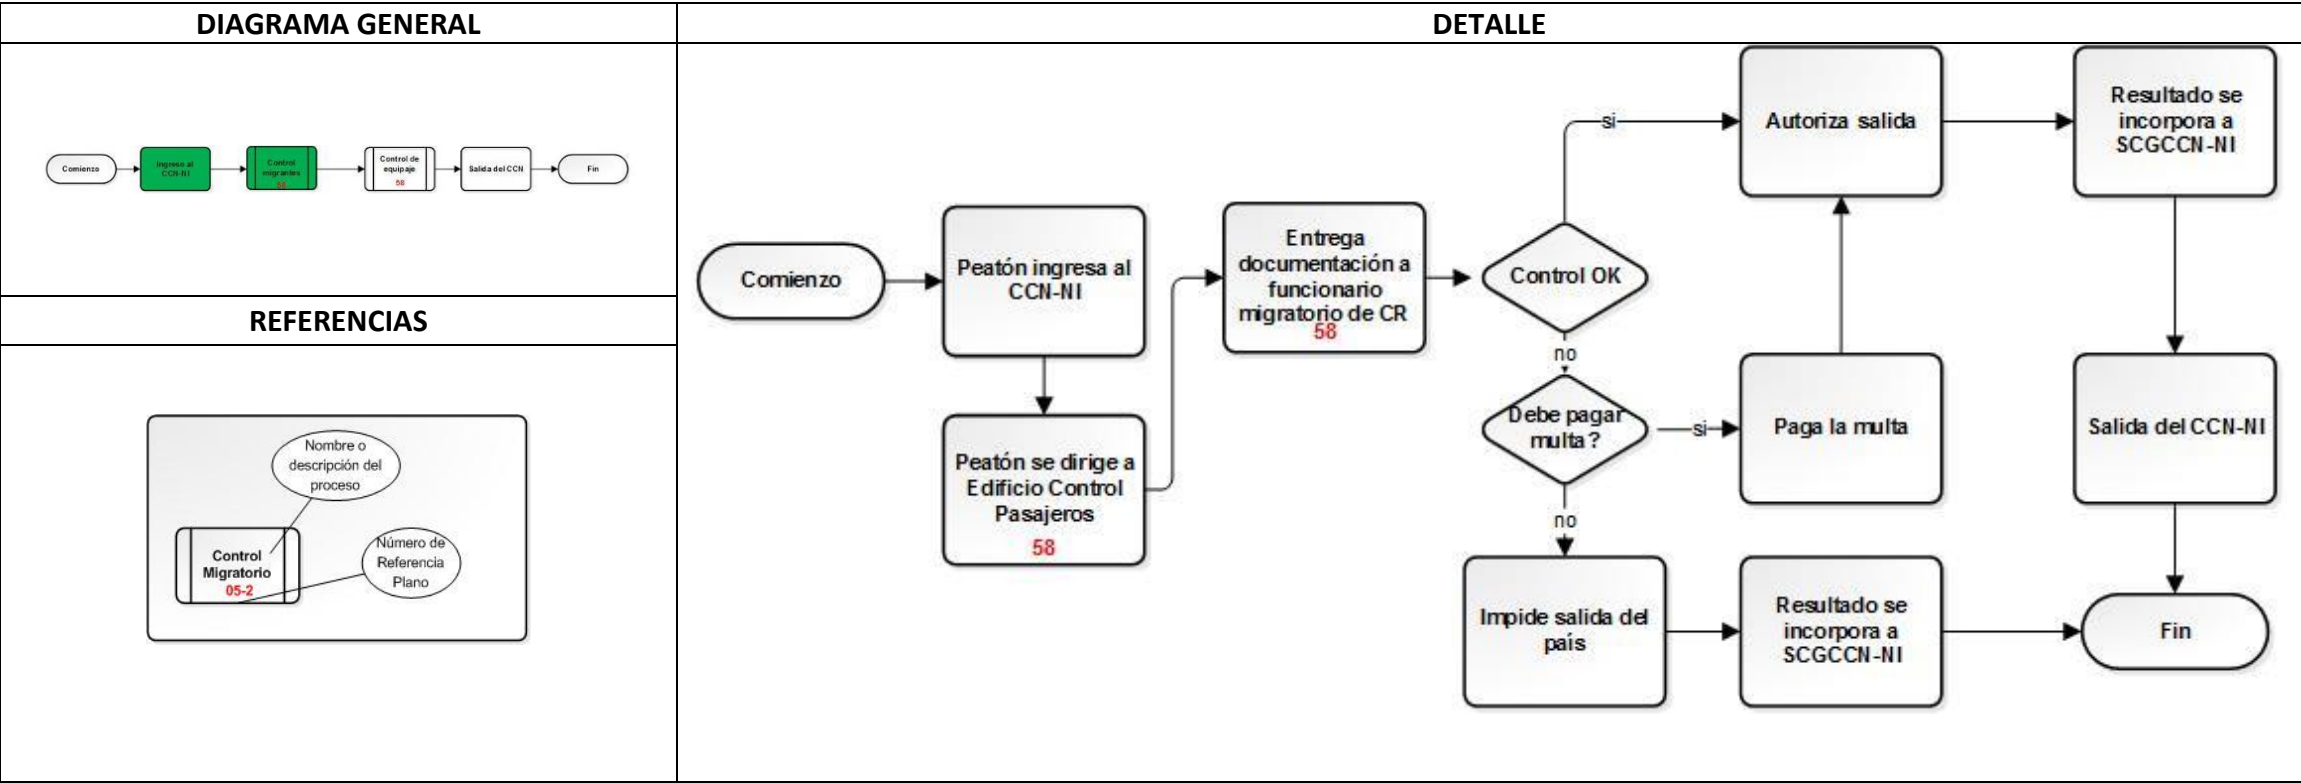 DIAGRAMA GENERAL
Comienzo
Ingreso al
CCN-NI
Control
migrantes
58
Control de
equipaje
58
Salida del CCN
Fin
REFERENCIAS
Nombre o
descripción del
proceso
Control
Migratorio
05-2
Número de
Referencia
Plano
DETALLE
Comienzo
Peatón ingresa al
CCN-NI
Peatón se dirige a
Edificio Control
Pasajeros
58
Entrega
documentación a
funcionario
migratorio de CR
58
Control OK
si
no
Debe pagar
multa?
si
no
Autoriza salida
Paga la multa
Impide salida del
país
Resultado se
incorpora a
SCGCCN-NI
Resultado se
incorpora a
SCGCCN-NI
Salida del CCN-NI
Fin